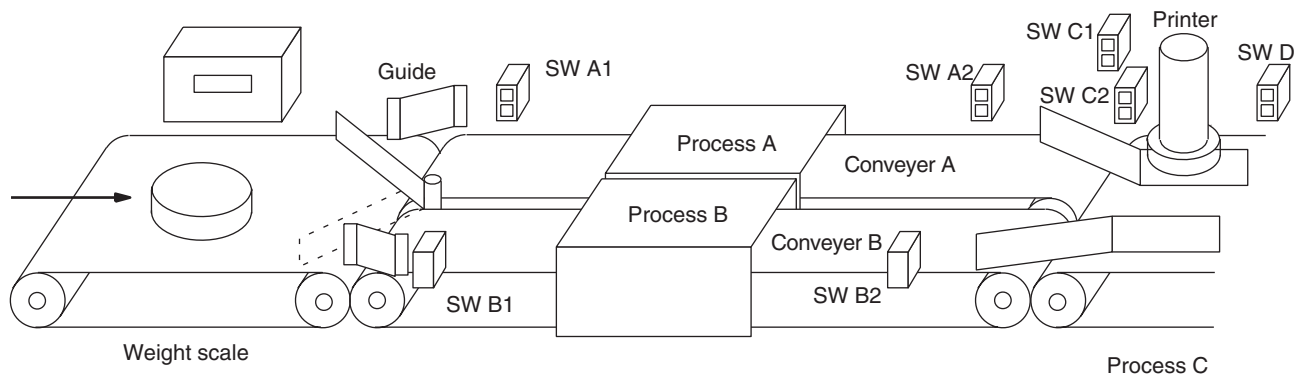 SW C1
Printer
Guide
SW A1
SW A2
SW C2
SW D
Process A
Conveyer A
Process B
Conveyer B
SW B1
SW B2
Weight scale
Process C